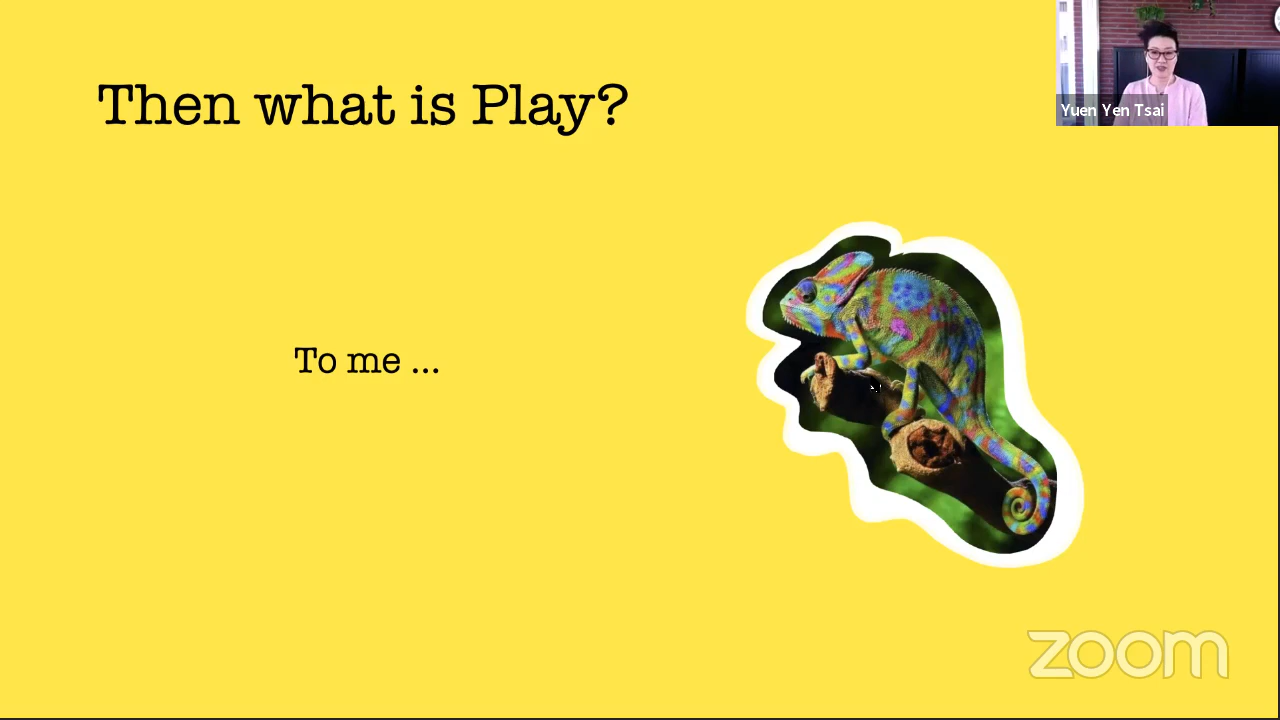 Then what is Play?
Yuen Yen Tsai
To me ...
zoom